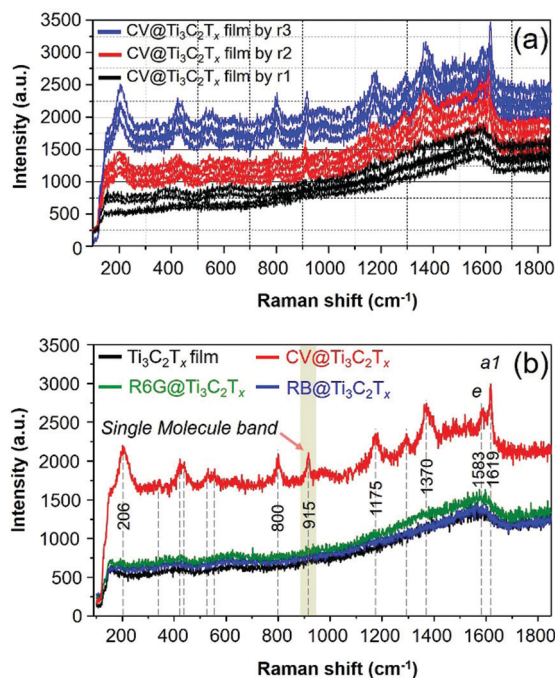 3500
3000
2500
2000
1500
1000
500
0
Intensity (a.u.)
(a)
CV@Ti₃C₂Tₓ film by r3
CV@Ti₃C₂Tₓ film by r2
CV@Ti₃C₂Tₓ film by r1
200 400 600 800 1000 1200 1400 1600 1800
Raman shift (cm⁻¹)
3500
3000
2500
2000
1500
1000
500
0
Intensity (a.u.)
(b)
Ti₃C₂Tₓ film CV@Ti₃C₂Tₓ
R6G@Ti₃C₂Tₓ RB@Ti₃C₂Tₓ
a1
e
Single Molecule band
206
800
915
1175
1370
1583
1619
200 400 600 800 1000 1200 1400 1600 1800
Raman shift (cm⁻¹)